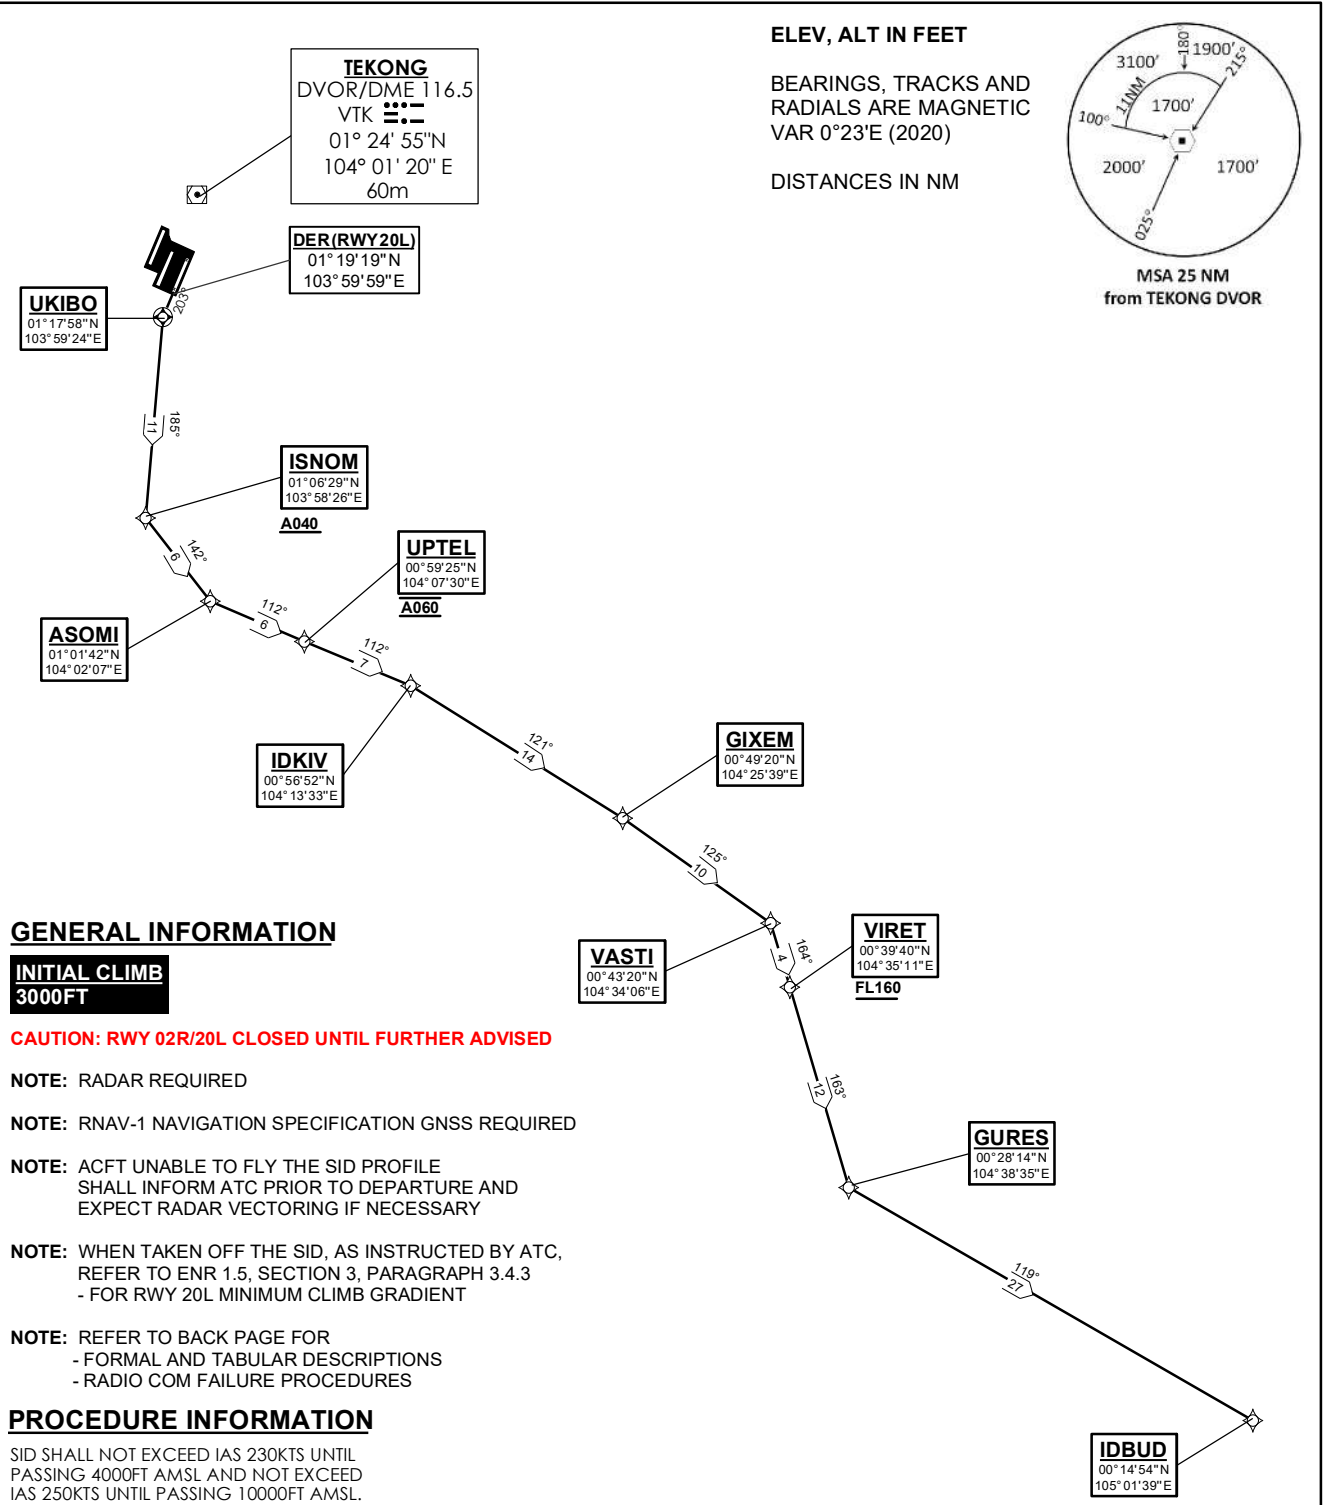 ELEV, ALT IN FEET
BEARINGS, TRACKS AND
RADIALS ARE MAGNETIC
VAR 0°23'E (2020)
DISTANCES IN NM
3100'
180°
1900'
215°
11NM
1700'
100°
2000'
1700'
025°
MSA 25 NM
from TEKONG DVOR
TEKONG
DVOR/DME 116.5
VTK
01° 24' 55"N
104° 01' 20" E
60m
DER(RWY20L)
01°19'19"N
103°59'59"E
203°
UKIBO
01°17'58"N
103°59'24"E
11
185°
ISNOM
01°06'29"N
103°58'26"E
A040
6
142°
UPTEL
00°59'25"N
104°07'30"E
A060
ASOMI
01°01'42"N
104°02'07"E
112°
6
112°
7
IDKIV
00°56'52"N
104°13'33"E
121°
14
GIXEM
00°49'20"N
104°25'39"E
125°
10
VASTI
00°43'20"N
104°34'06"E
4
164°
VIRET
00°39'40"N
104°35'11"E
FL160
12
163°
GURES
00°28'14"N
104°38'35"E
119°
27
IDBUD
00°14'54"N
105°01'39"E
GENERAL INFORMATION
INITIAL CLIMB
3000FT
CAUTION: RWY 02R/20L CLOSED UNTIL FURTHER ADVISED
NOTE: RADAR REQUIRED
NOTE: RNAV-1 NAVIGATION SPECIFICATION GNSS REQUIRED
NOTE: ACFT UNABLE TO FLY THE SID PROFILE
SHALL INFORM ATC PRIOR TO DEPARTURE AND
EXPECT RADAR VECTORING IF NECESSARY
NOTE: WHEN TAKEN OFF THE SID, AS INSTRUCTED BY ATC,
REFER TO ENR 1.5, SECTION 3, PARAGRAPH 3.4.3
- FOR RWY 20L MINIMUM CLIMB GRADIENT
NOTE: REFER TO BACK PAGE FOR
- FORMAL AND TABULAR DESCRIPTIONS
- RADIO COM FAILURE PROCEDURES
PROCEDURE INFORMATION
SID SHALL NOT EXCEED IAS 230KTS UNTIL
PASSING 4000FT AMSL AND NOT EXCEED
IAS 250KTS UNTIL PASSING 10000FT AMSL.